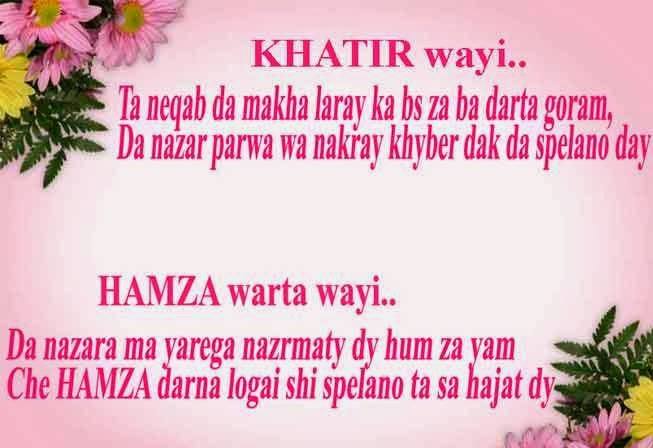 KHATIR wayi..
Ta neqab da makha laray ka bs za ba darta goram,
Da nazar parwa wa nakray khyber dak da spelano day
HAMZA warta wayi..
Da nazara ma yarega nazrmaty dy hum za yam
Che HAMZA darna logai shi spelano ta sa hajat dy